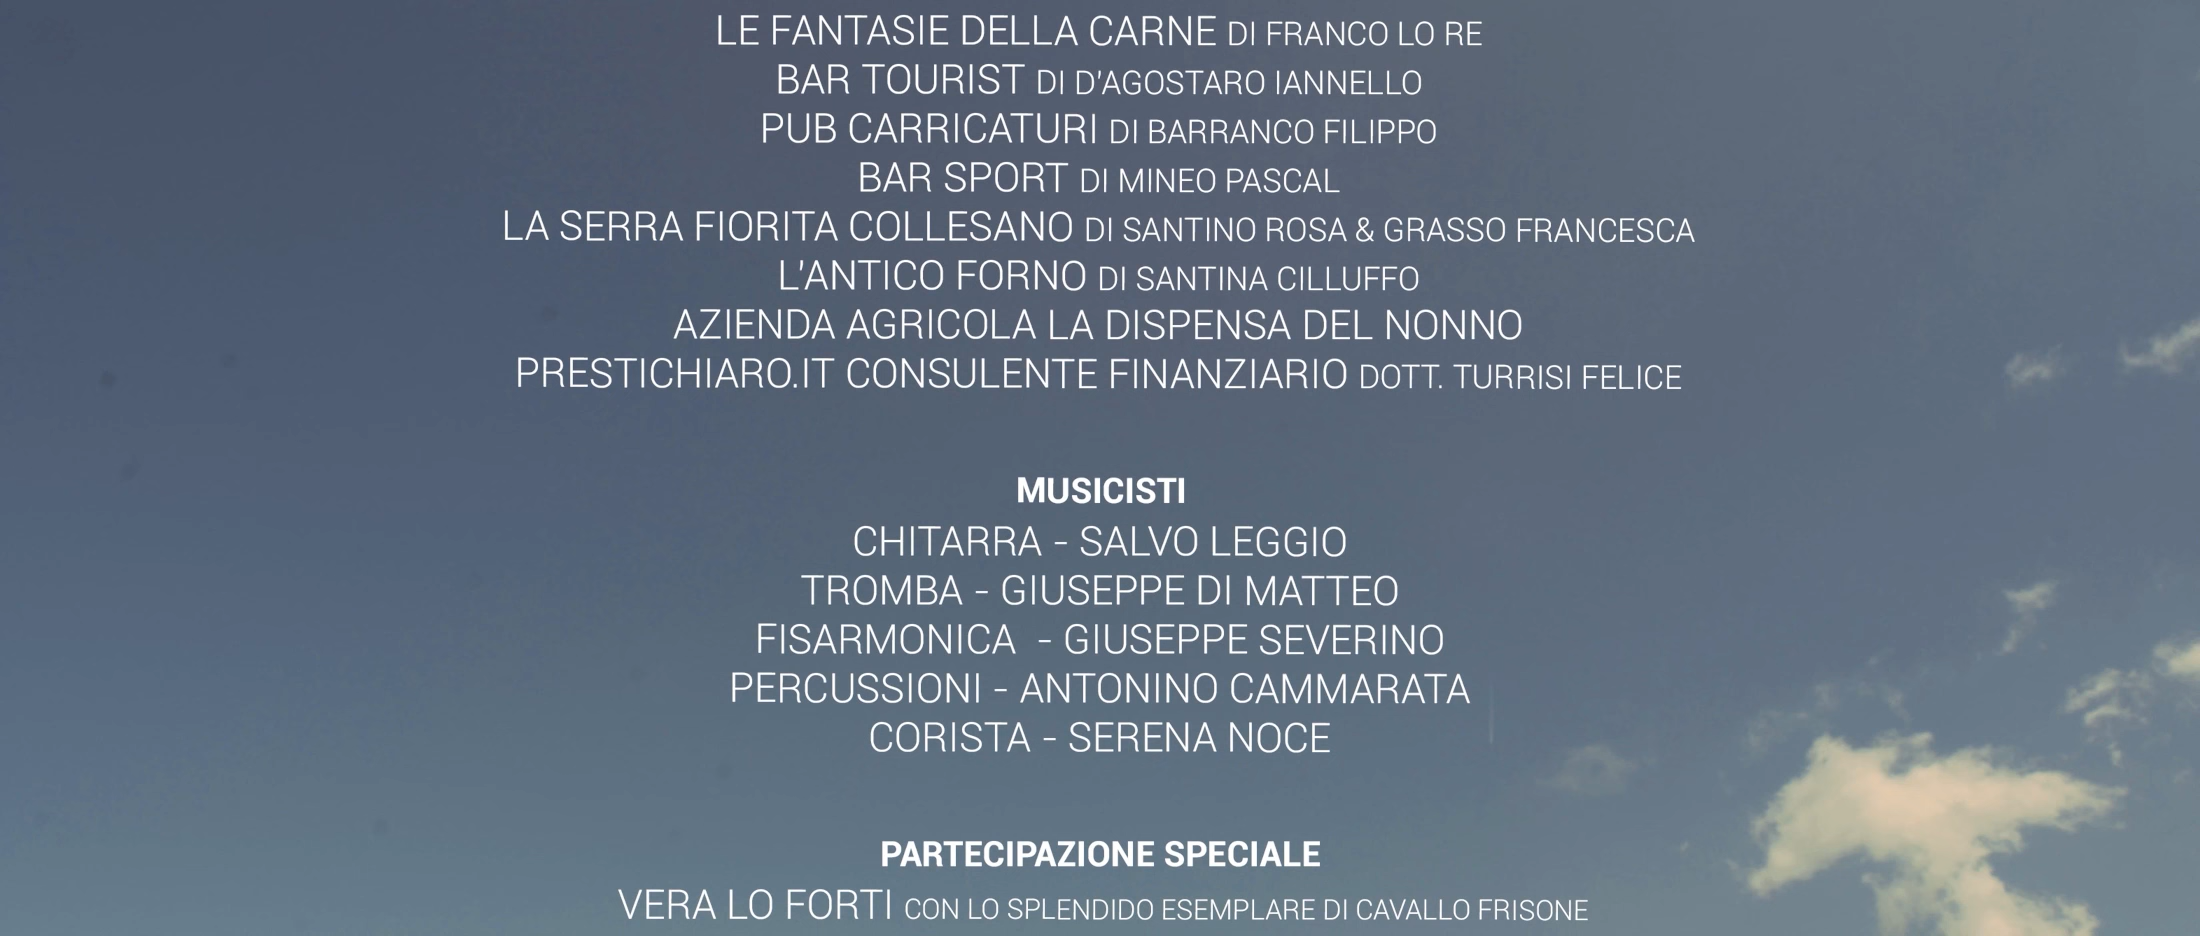 LE FANTASIE DELLA CARNE DI FRANCO LO RE
BAR TOURIST DI D'AGOSTARO IANNELLO
PUB CARRICATURI DI BARRANCO FILIPPO
BAR SPORT DI MINEO PASCAL
LA SERRA FIORITA COLLESANO DI SANTINO ROSA & GRASSO FRANCESCA
L'ANTICO FORNO DI SANTINA CILLUFFO
AZIENDA AGRICOLA LA DISPENSA DEL NONNO
PRESTICHIARO.IT CONSULENTE FINANZIARIO DOTT. TURRISI FELICE
MUSICISTI
CHITARRA - SALVO LEGGIO
TROMBA - GIUSEPPE DI MATTEO
FISARMONICA - GIUSEPPE SEVERINO
PERCUSSIONI - ANTONINO CAMMARATA
CORISTA - SERENA NOCE
PARTECIPAZIONE SPECIALE
VERA LO FORTI CON LO SPLENDIDO ESEMPLARE DI CAVALLO FRISONE